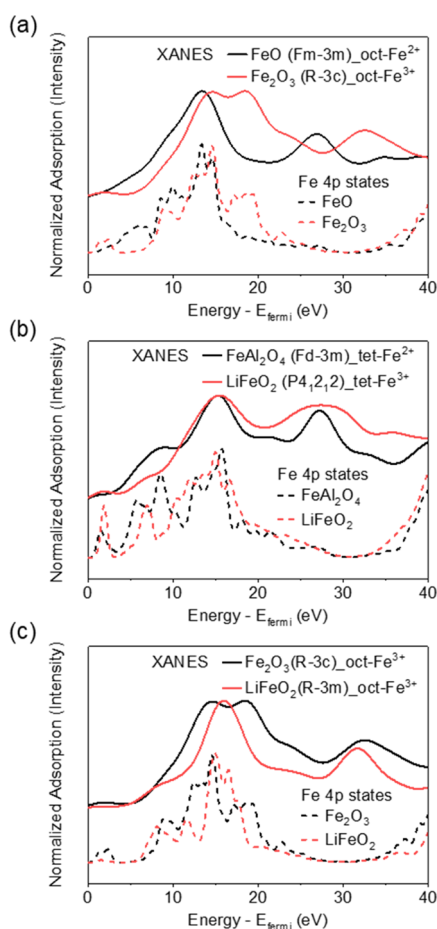 (a)
XANES
FeO (Fm-3m)_oct-Fe²⁺
Fe₂O₃ (R-3c)_oct-Fe³⁺
Fe 4p states
FeO
Fe₂O₃
Normalized Adsorption (Intensity)
0 10 20 30 40
Energy - E_fermi (eV)
(b)
XANES
FeAl₂O₄ (Fd-3m)_tet-Fe²⁺
LiFeO₂ (P4₁2₁2)_tet-Fe³⁺
Fe 4p states
FeAl₂O₄
LiFeO₂
Normalized Adsorption (Intensity)
0 10 20 30 40
Energy - E_fermi (eV)
(c)
XANES
Fe₂O₃(R-3c)_oct-Fe³⁺
LiFeO₂(R-3m)_oct-Fe³⁺
Fe 4p states
Fe₂O₃
LiFeO₂
Normalized Adsorption (Intensity)
0 10 20 30 40
Energy - E_fermi (eV)